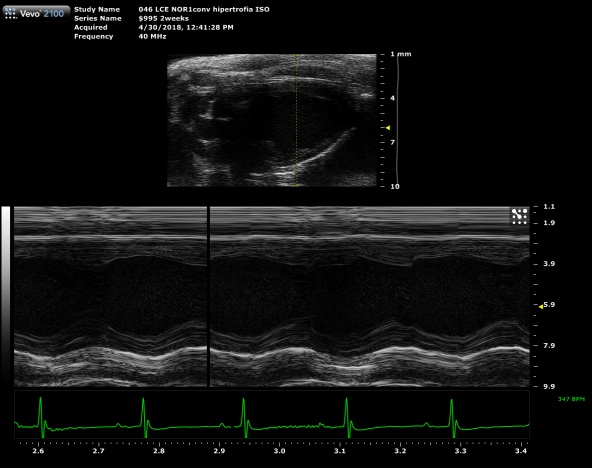 Vevo 2100
Study Name 046 LCE NOR1conv hipertrofia ISO
Series Name S995 2weeks
Acquired 4/30/2018, 12:41:28 PM
Frequency 40 MHz
1 mm
4
7
10
1.1
1.9
3.9
5.9
7.9
9.9
347 BPM
2.6 2.7 2.8 2.9 3.0 3.1 3.2 3.3 3.4